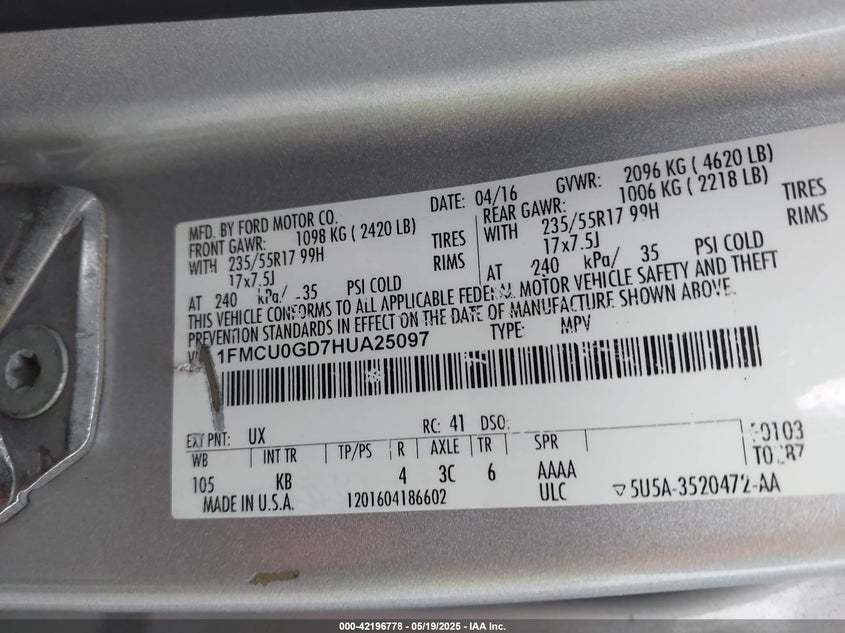 MFD. BY FORD MOTOR CO. DATE: 04/16 GVWR: 2096 KG ( 4620 LB)
FRONT GAWR: 1098 KG ( 2420 LB) REAR GAWR: 1006 KG ( 2218 LB)
WITH 235/55R17 99H TIRES 235/55R17 99H TIRES
17x7.5J RIMS 17x7.5J RIMS
AT 240 kPa/ 35 PSI COLD AT 240 kPa/ 35 PSI COLD
THIS VEHICLE CONFORMS TO ALL APPLICABLE FEDERAL MOTOR VEHICLE SAFETY AND THEFT
PREVENTION STANDARDS IN EFFECT ON THE DATE OF MANUFACTURE SHOWN ABOVE.
1FMCU0GD7HUA25097 TYPE: MPV
EXT PNT: UX RC: 41 DSO:
WB INT TR TP/PS R AXLE TR SPR
105 KB 4 3C 6 AAAA
MADE IN U.S.A. 1201604186602 ULC 5U5A-3520472-AA
000-42196778 - 05/19/2025 - IAA Inc.